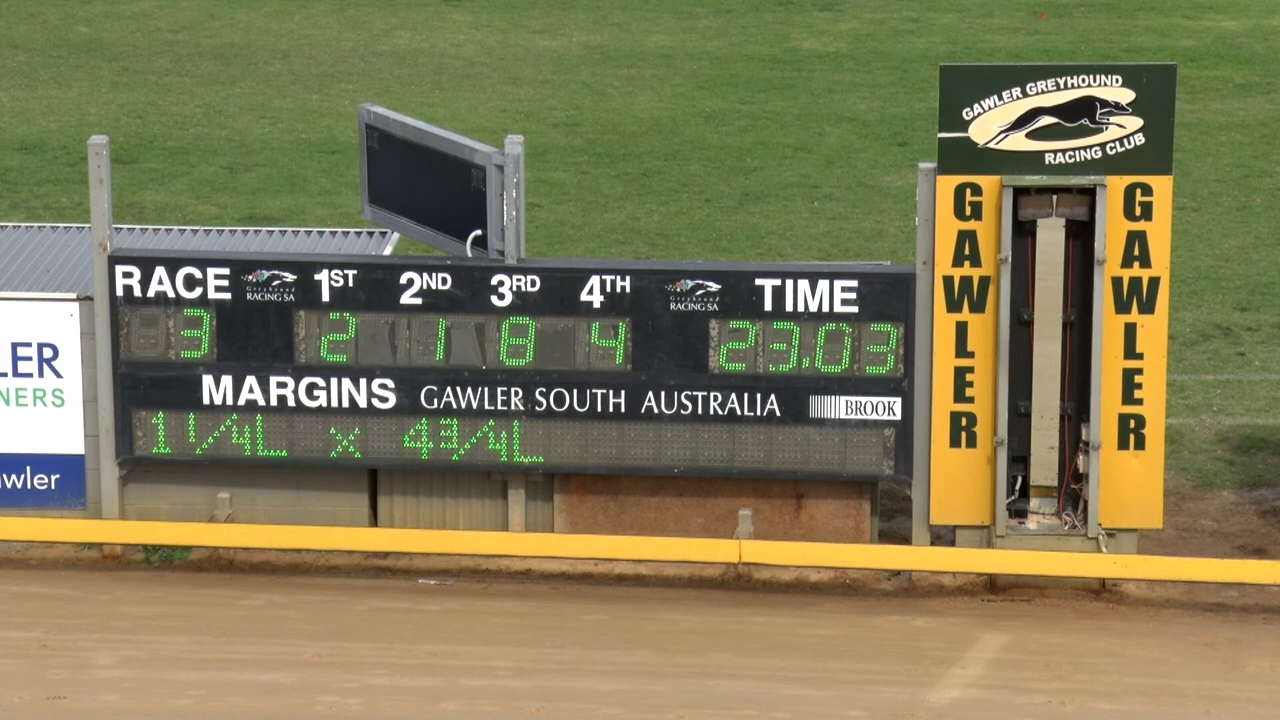 GAWLER GREYHOUND
RACING CLUB
GAWLER
GAWLER
RACE
Greyhound
RACING SA
1ST
2ND
3RD
4TH
Greyhound
RACING SA
TIME
3 2 1 8 4 23.03
MARGINS GAWLER SOUTH AUSTRALIA BROOK
1 1/4L x 4 3/4L
LER
NERS
wler